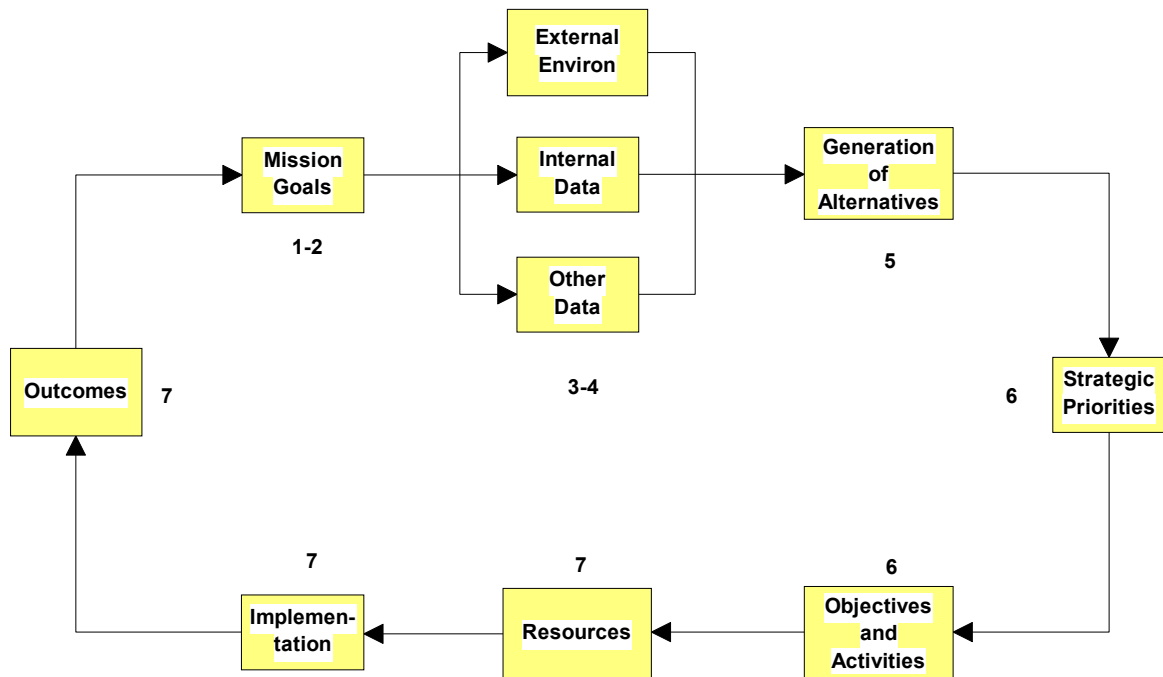 External
Environ
Mission
Goals
1-2
Internal
Data
Other
Data
3-4
Generation
of
Alternatives
5
Strategic
Priorities
6
Objectives
and
Activities
6
Resources
7
Implemen-
tation
7
Outcomes
7